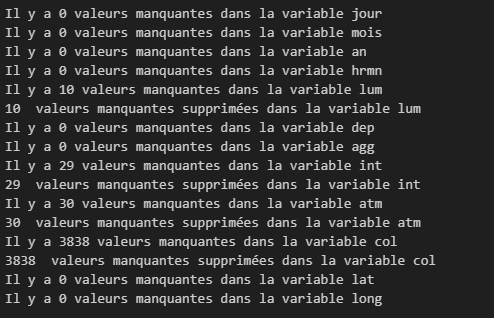 Il y a 0 valeurs manquantes dans la variable jour
Il y a 0 valeurs manquantes dans la variable mois
Il y a 0 valeurs manquantes dans la variable an
Il y a 0 valeurs manquantes dans la variable hrmn
Il y a 10 valeurs manquantes dans la variable lum
10  valeurs manquantes supprimées dans la variable lum
Il y a 0 valeurs manquantes dans la variable dep
Il y a 0 valeurs manquantes dans la variable agg
Il y a 29 valeurs manquantes dans la variable int
29  valeurs manquantes supprimées dans la variable int
Il y a 30 valeurs manquantes dans la variable atm
30  valeurs manquantes supprimées dans la variable atm
Il y a 3838 valeurs manquantes dans la variable col
3838  valeurs manquantes supprimées dans la variable col
Il y a 0 valeurs manquantes dans la variable lat
Il y a 0 valeurs manquantes dans la variable long